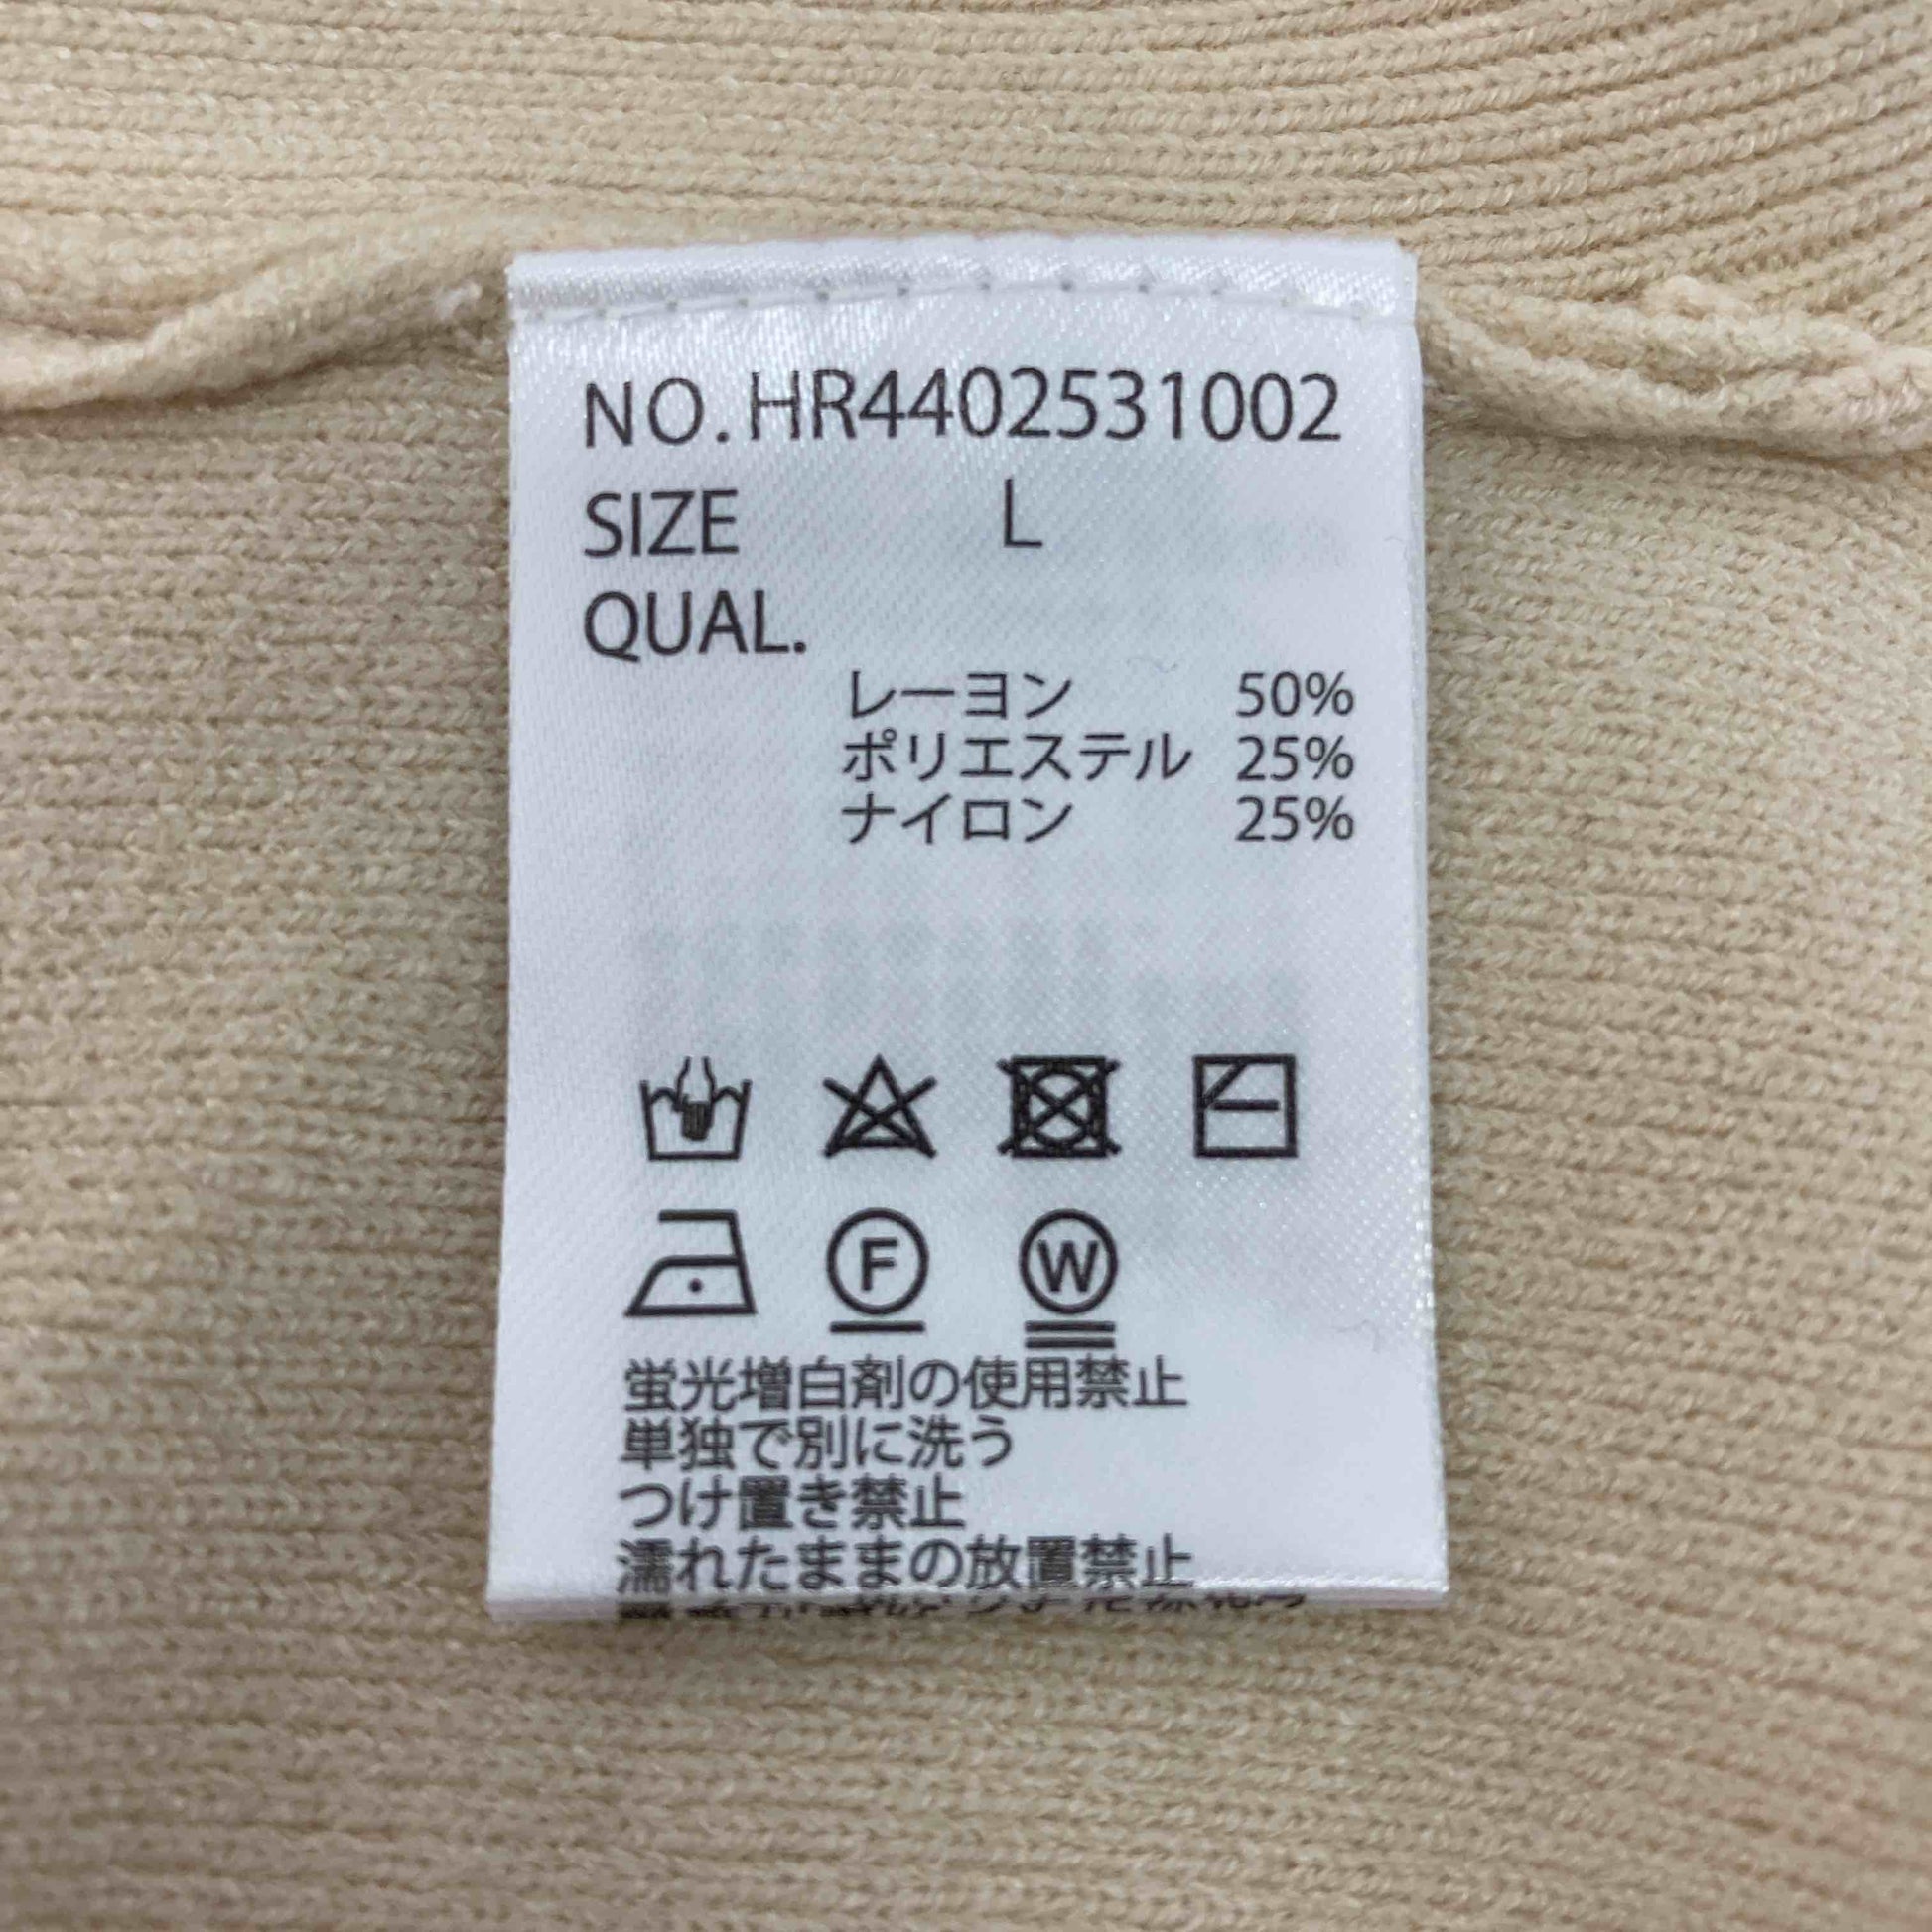 NO. HR4402531002
SIZE L
QUAL.
レーヨン 50%
ポリエステル 25%
ナイロン 25%
F W
蛍光増白剤の使用禁止
単独で別に洗う
つけ置き禁止
濡れたままの放置禁止